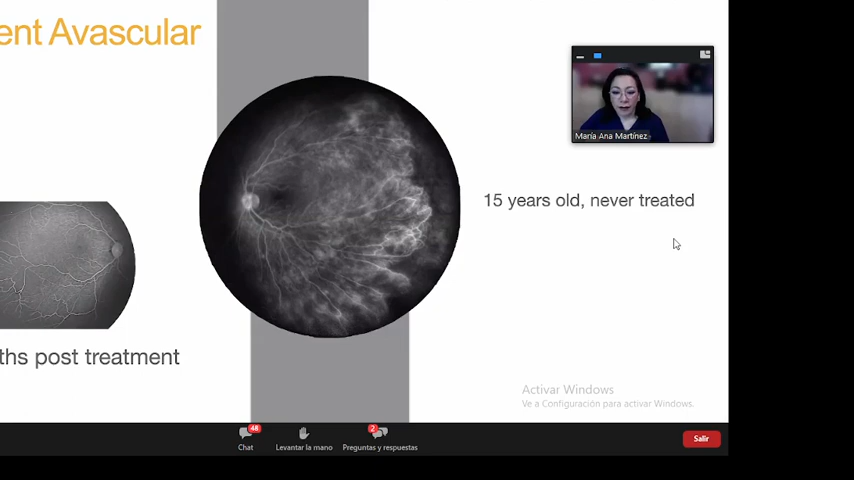 ent Avascular
María Ana Martínez
15 years old, never treated
ths post treatment
Activar Windows
Ve a Configuración para activar Windows.
48
2
Chat
Levantar la mano
Preguntas y respuestas
Salir